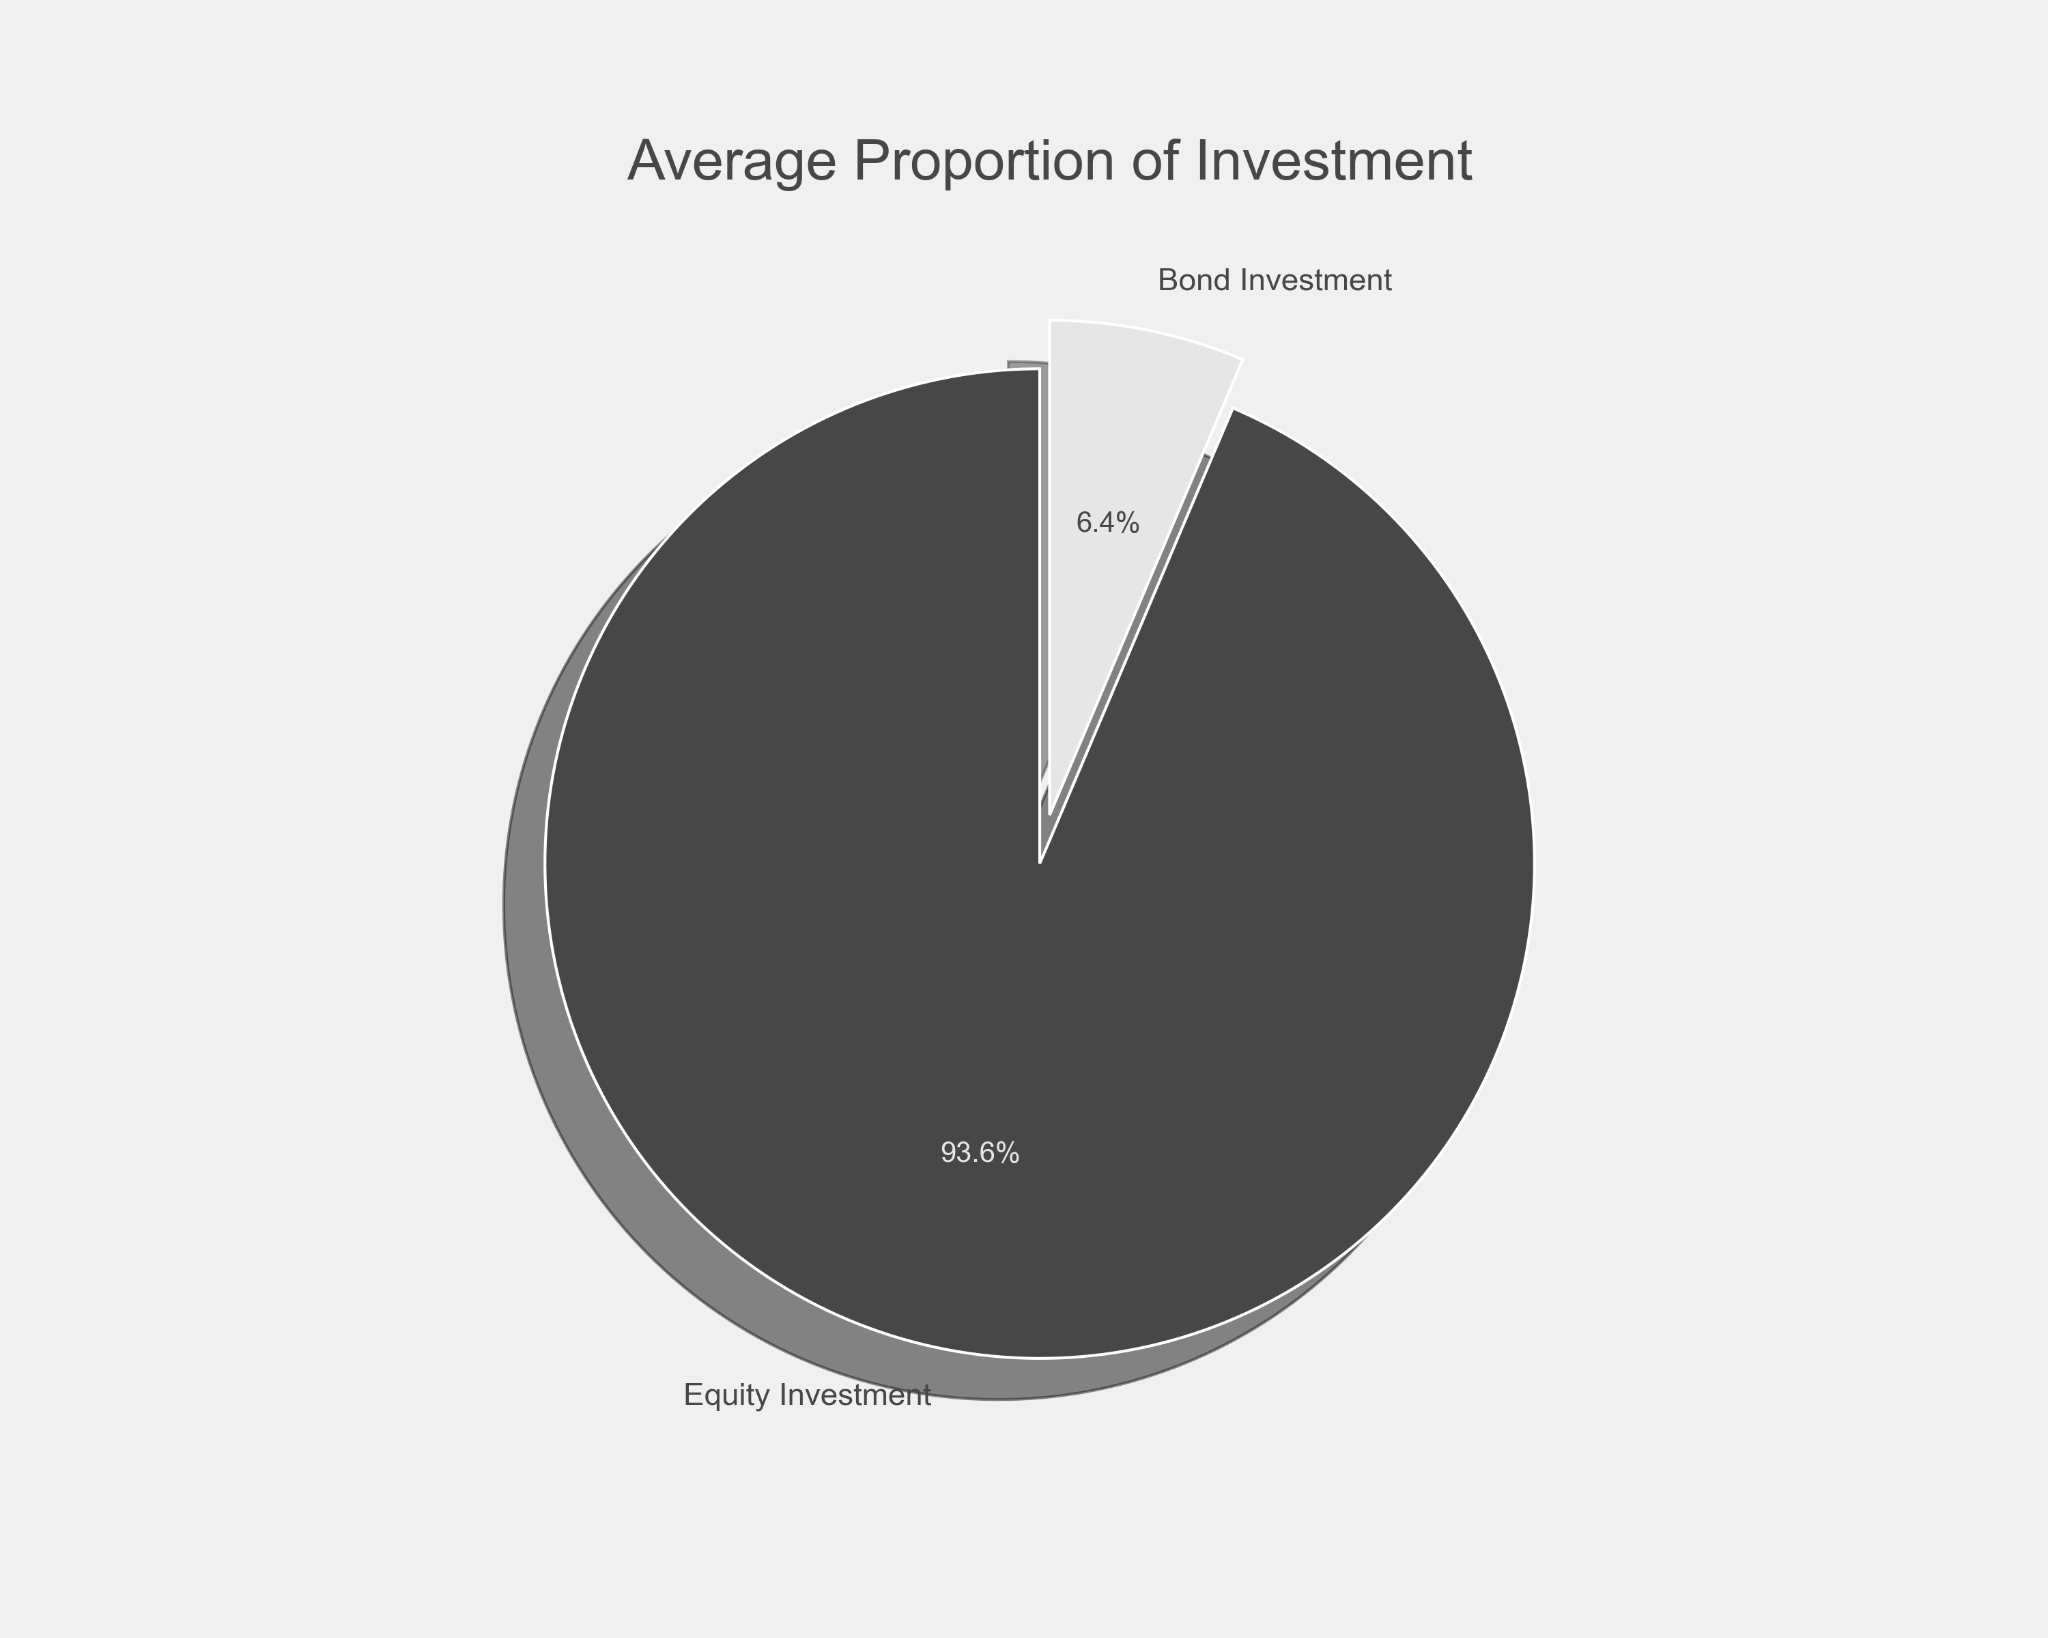 Average Proportion of Investment
Bond Investment
6.4%
93.6%
Equity Investment